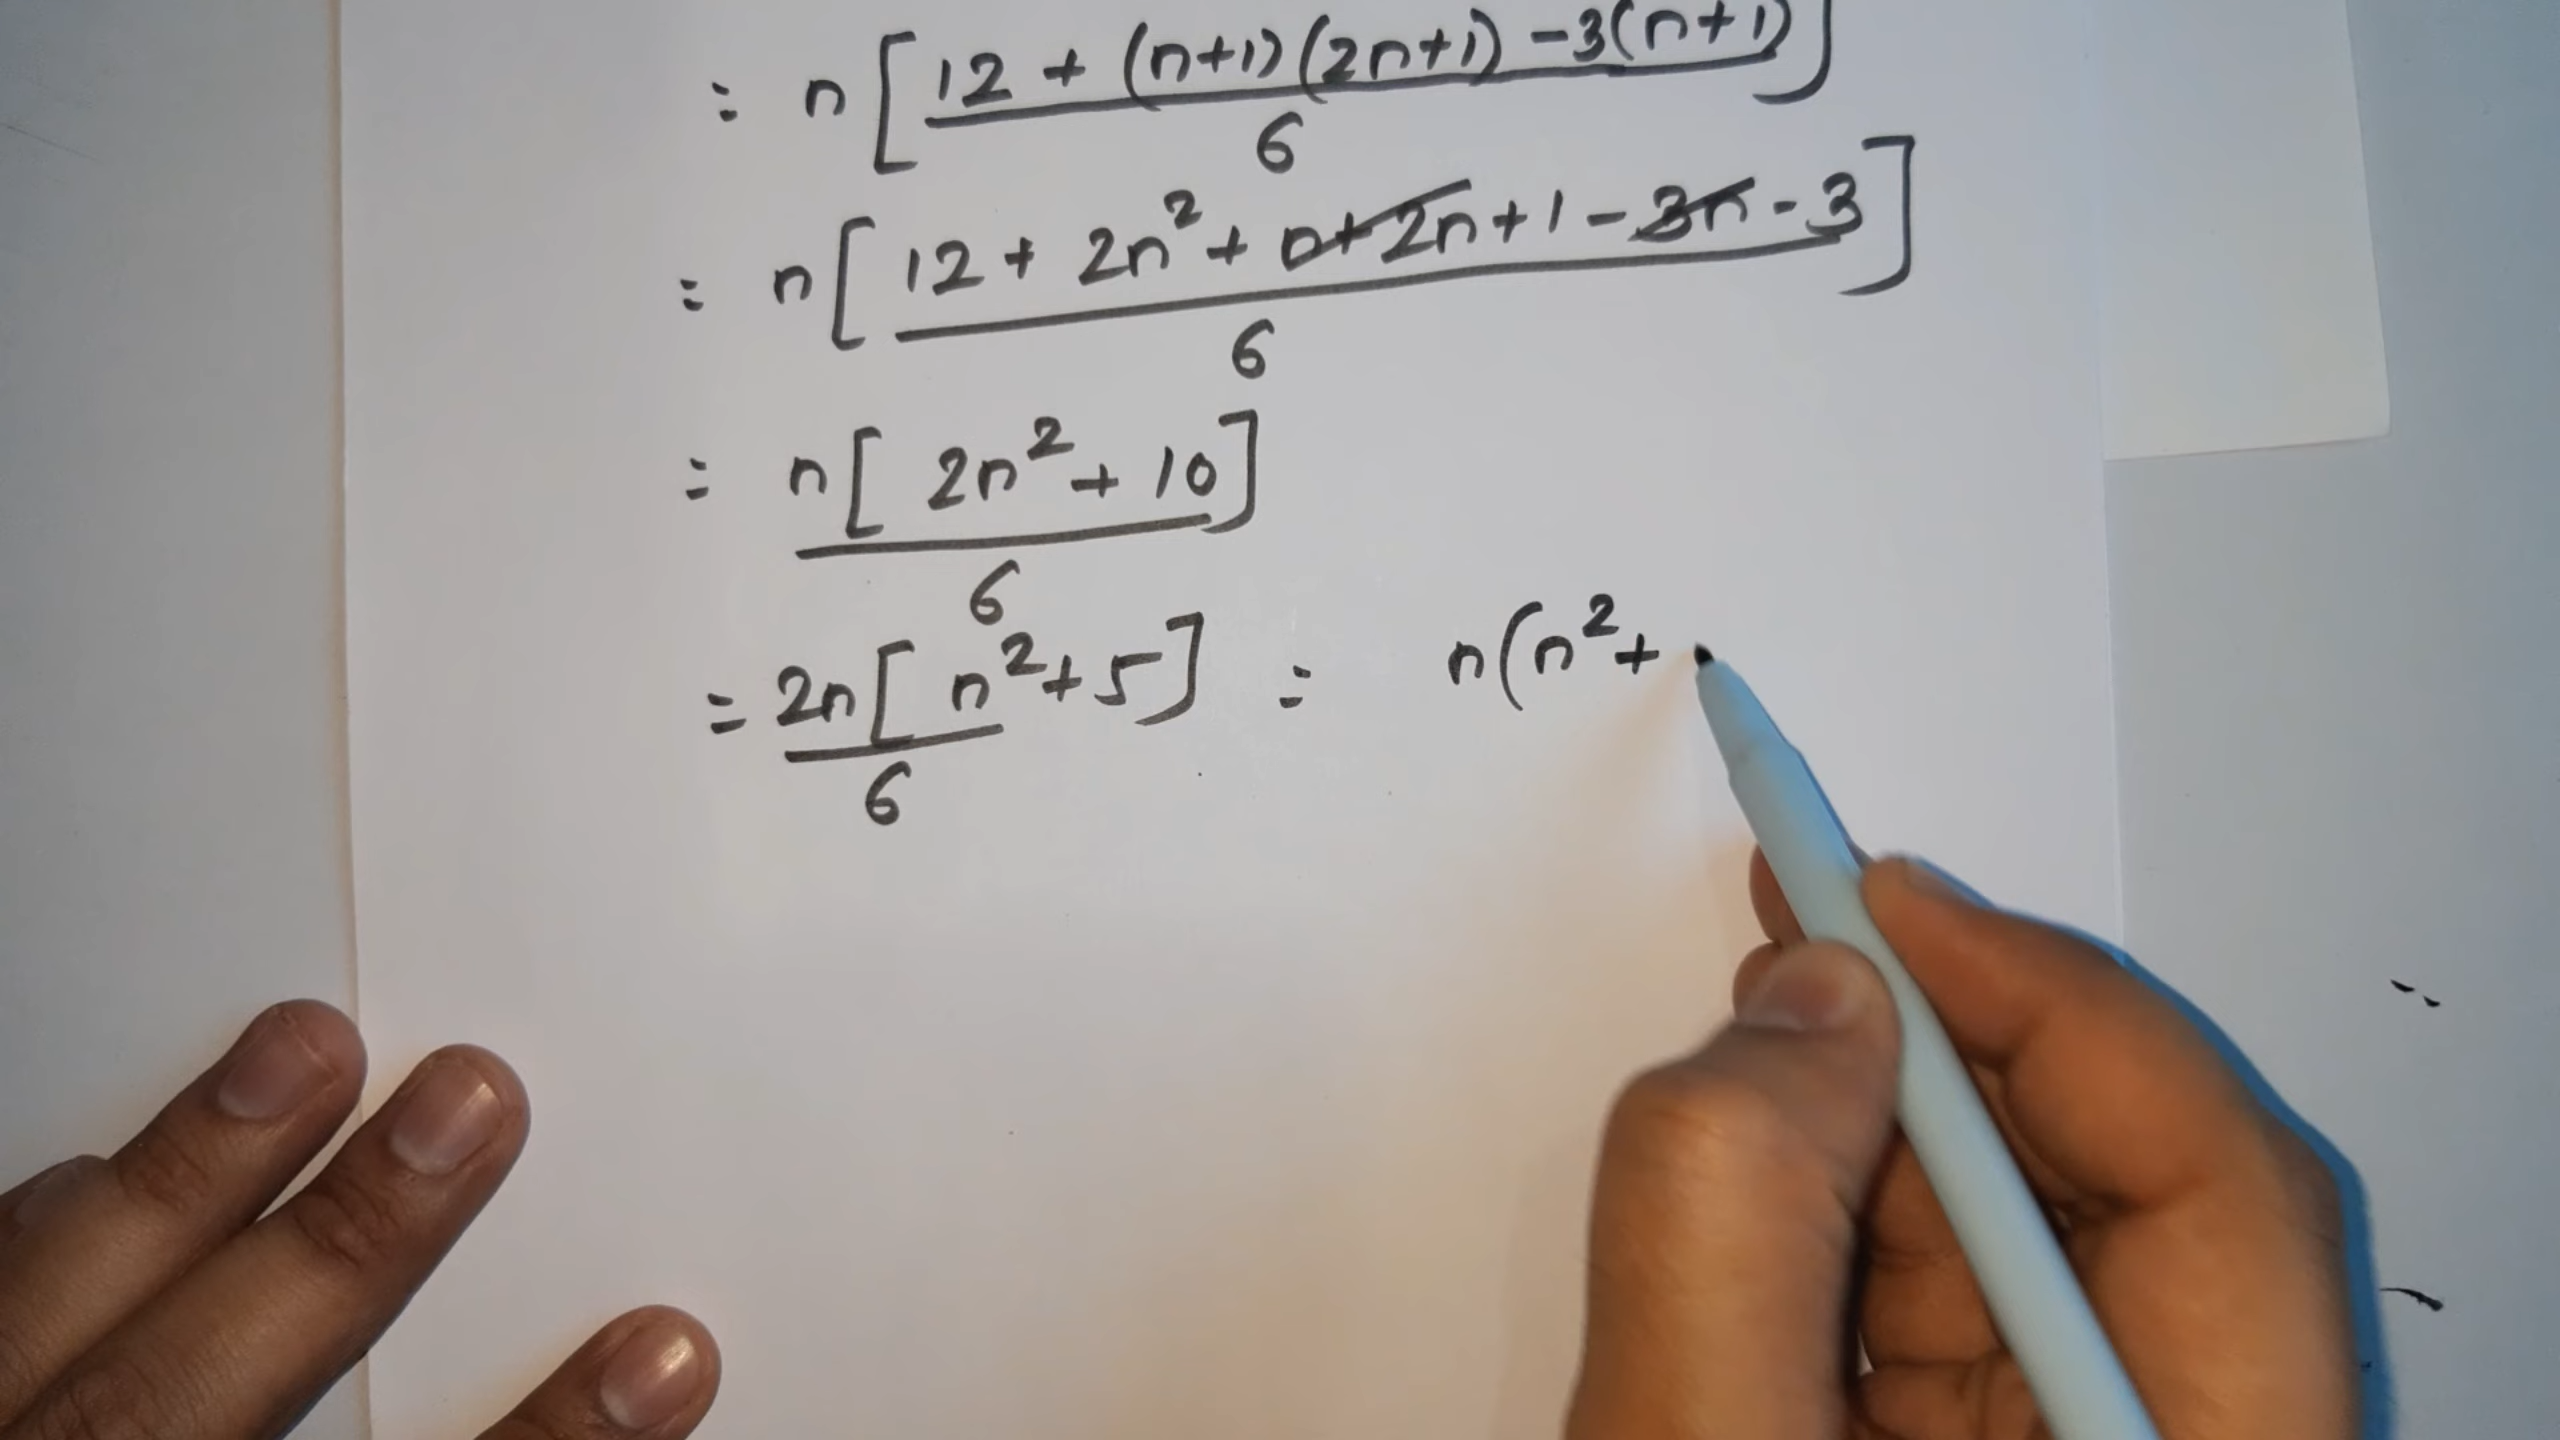 : n[12 + (n+1)(2n+1) -3(n+1)]
6
= n[12 + 2n² + n+2n+1-3n-3]
6
= n[2n²+10]
6
= 2n[n²+5] = n(n²+
6